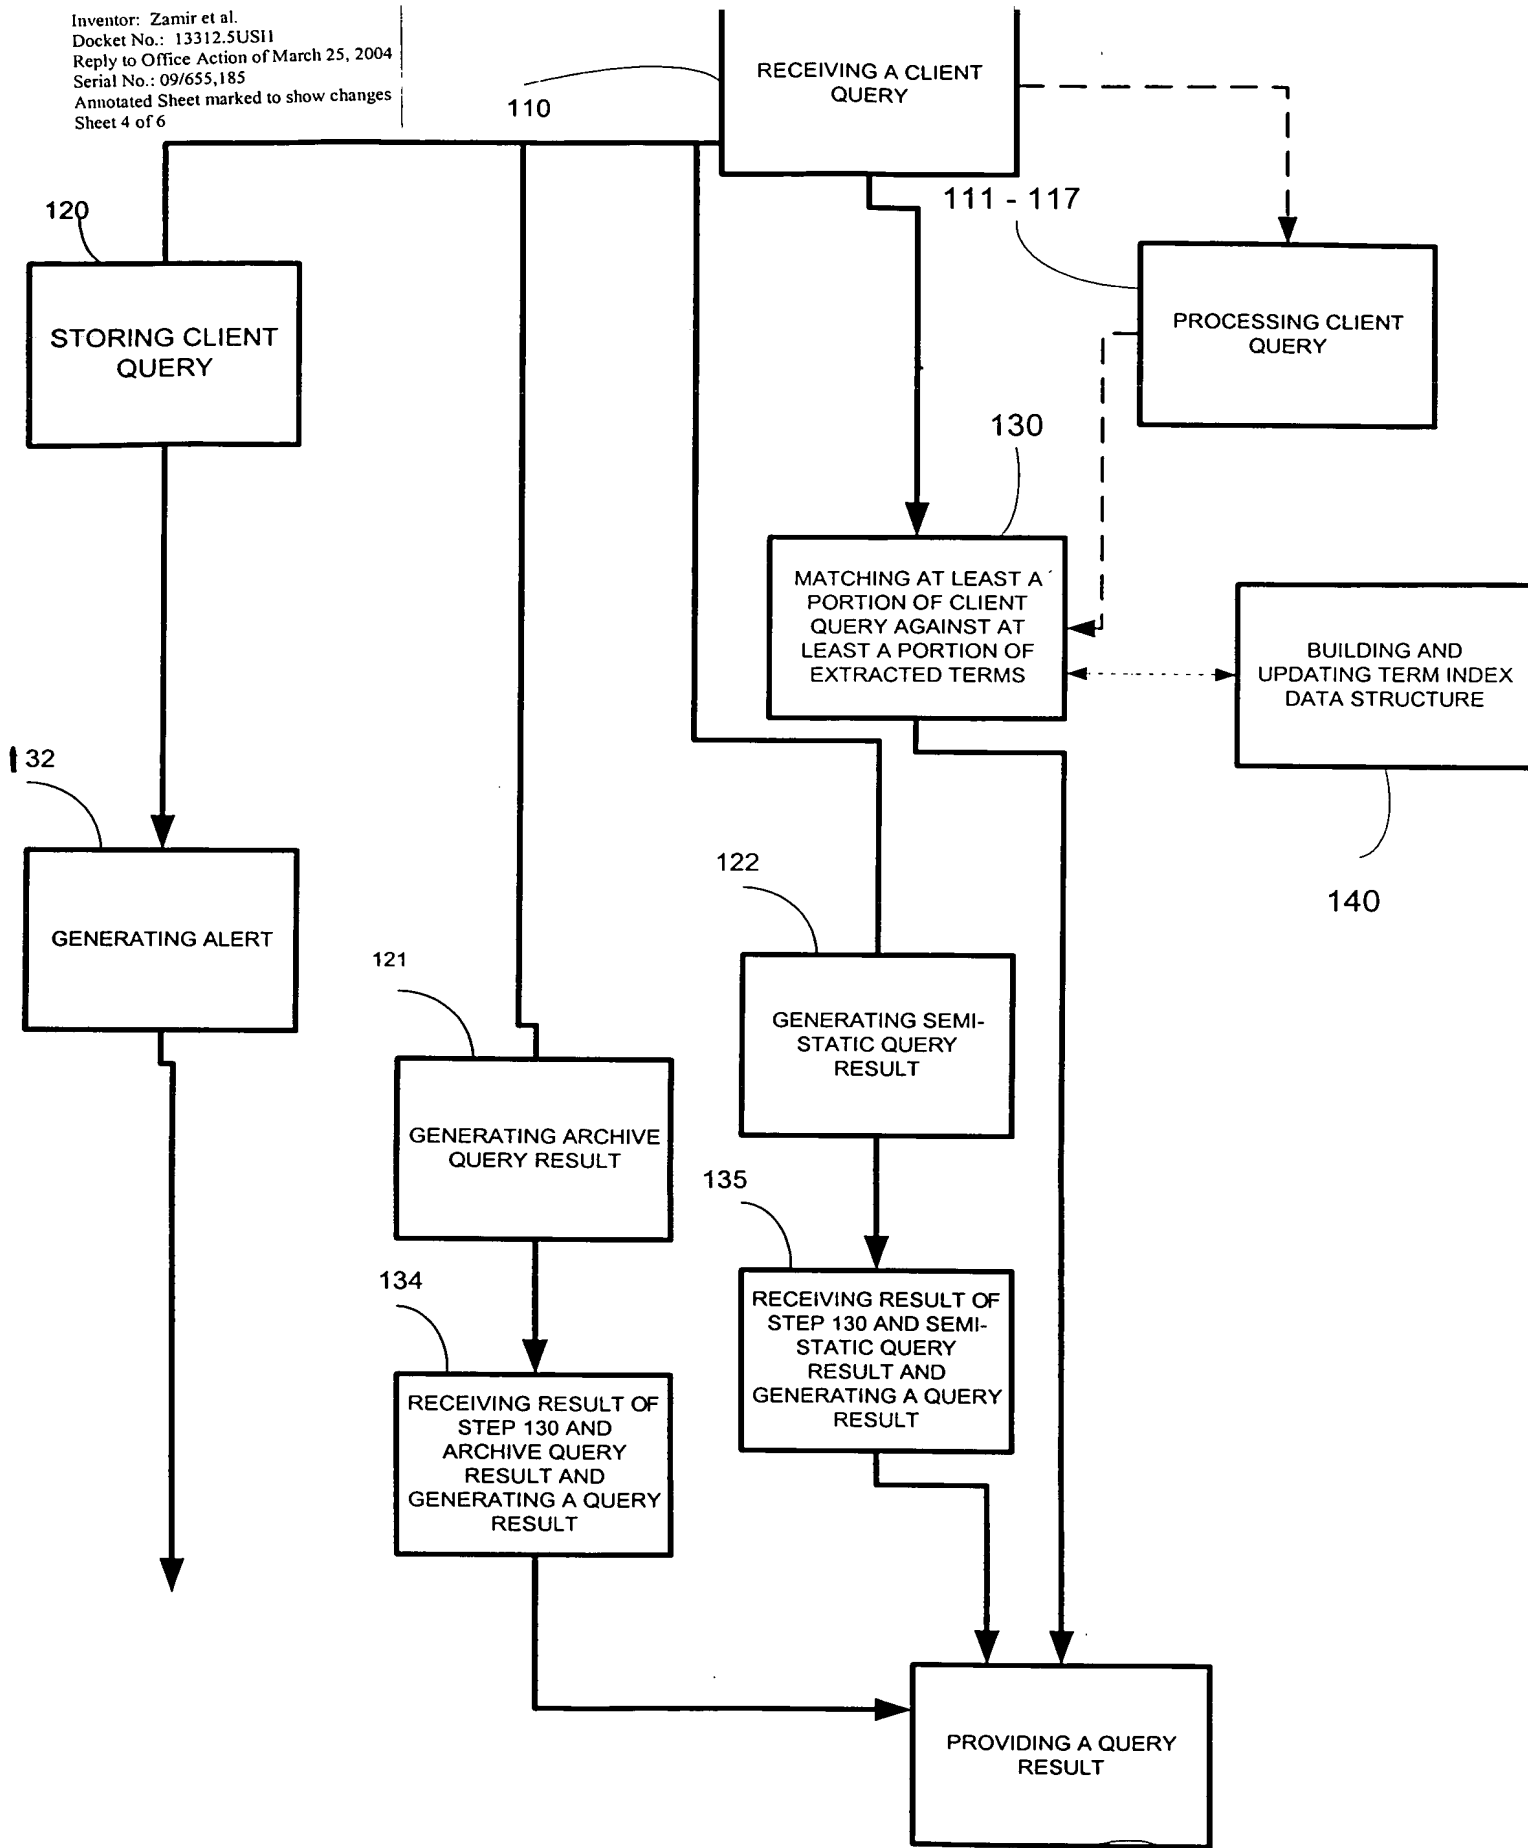 Inventor: Zamir et al.
Docket No.: 13312.5USI1
Reply to Office Action of March 25, 2004
Serial No.: 09/655,185
Annotated Sheet marked to show changes
Sheet 4 of 6
RECEIVING A CLIENT
QUERY
110
111 - 117
120
STORING CLIENT
QUERY
PROCESSING CLIENT
QUERY
130
MATCHING AT LEAST A
PORTION OF CLIENT
QUERY AGAINST AT
LEAST A PORTION OF
EXTRACTED TERMS
BUILDING AND
UPDATING TERM INDEX
DATA STRUCTURE
140
132
GENERATING ALERT
122
GENERATING SEMI-
STATIC QUERY
RESULT
121
GENERATING ARCHIVE
QUERY RESULT
135
RECEIVING RESULT OF
STEP 130 AND SEMI-
STATIC QUERY
RESULT AND
GENERATING A QUERY
RESULT
134
RECEIVING RESULT OF
STEP 130 AND
ARCHIVE QUERY
RESULT AND
GENERATING A QUERY
RESULT
PROVIDING A QUERY
RESULT